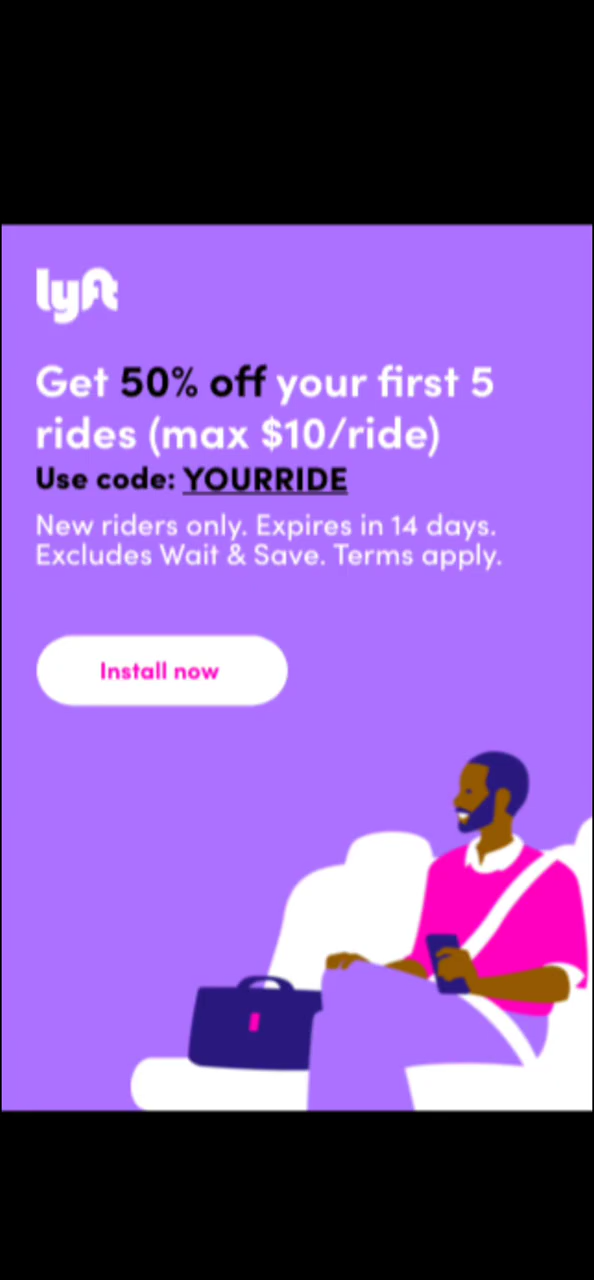 lyft
Get 50% off your first 5
rides (max $10/ride)
Use code: YOURRIDE
New riders only. Expires in 14 days.
Excludes Wait & Save. Terms apply.
Install now